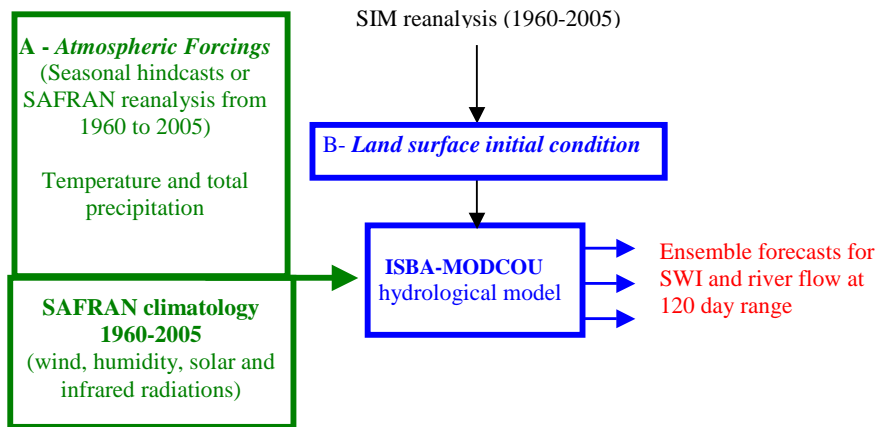 SIM reanalysis (1960-2005)
A - Atmospheric Forcings
(Seasonal hindcasts or
SAFRAN reanalysis from
1960 to 2005)
Temperature and total
precipitation
B- Land surface initial condition
ISBA-MODCOU
hydrological model
Ensemble forecasts for
SWI and river flow at
120 day range
SAFRAN climatology
1960-2005
(wind, humidity, solar and
infrared radiations)